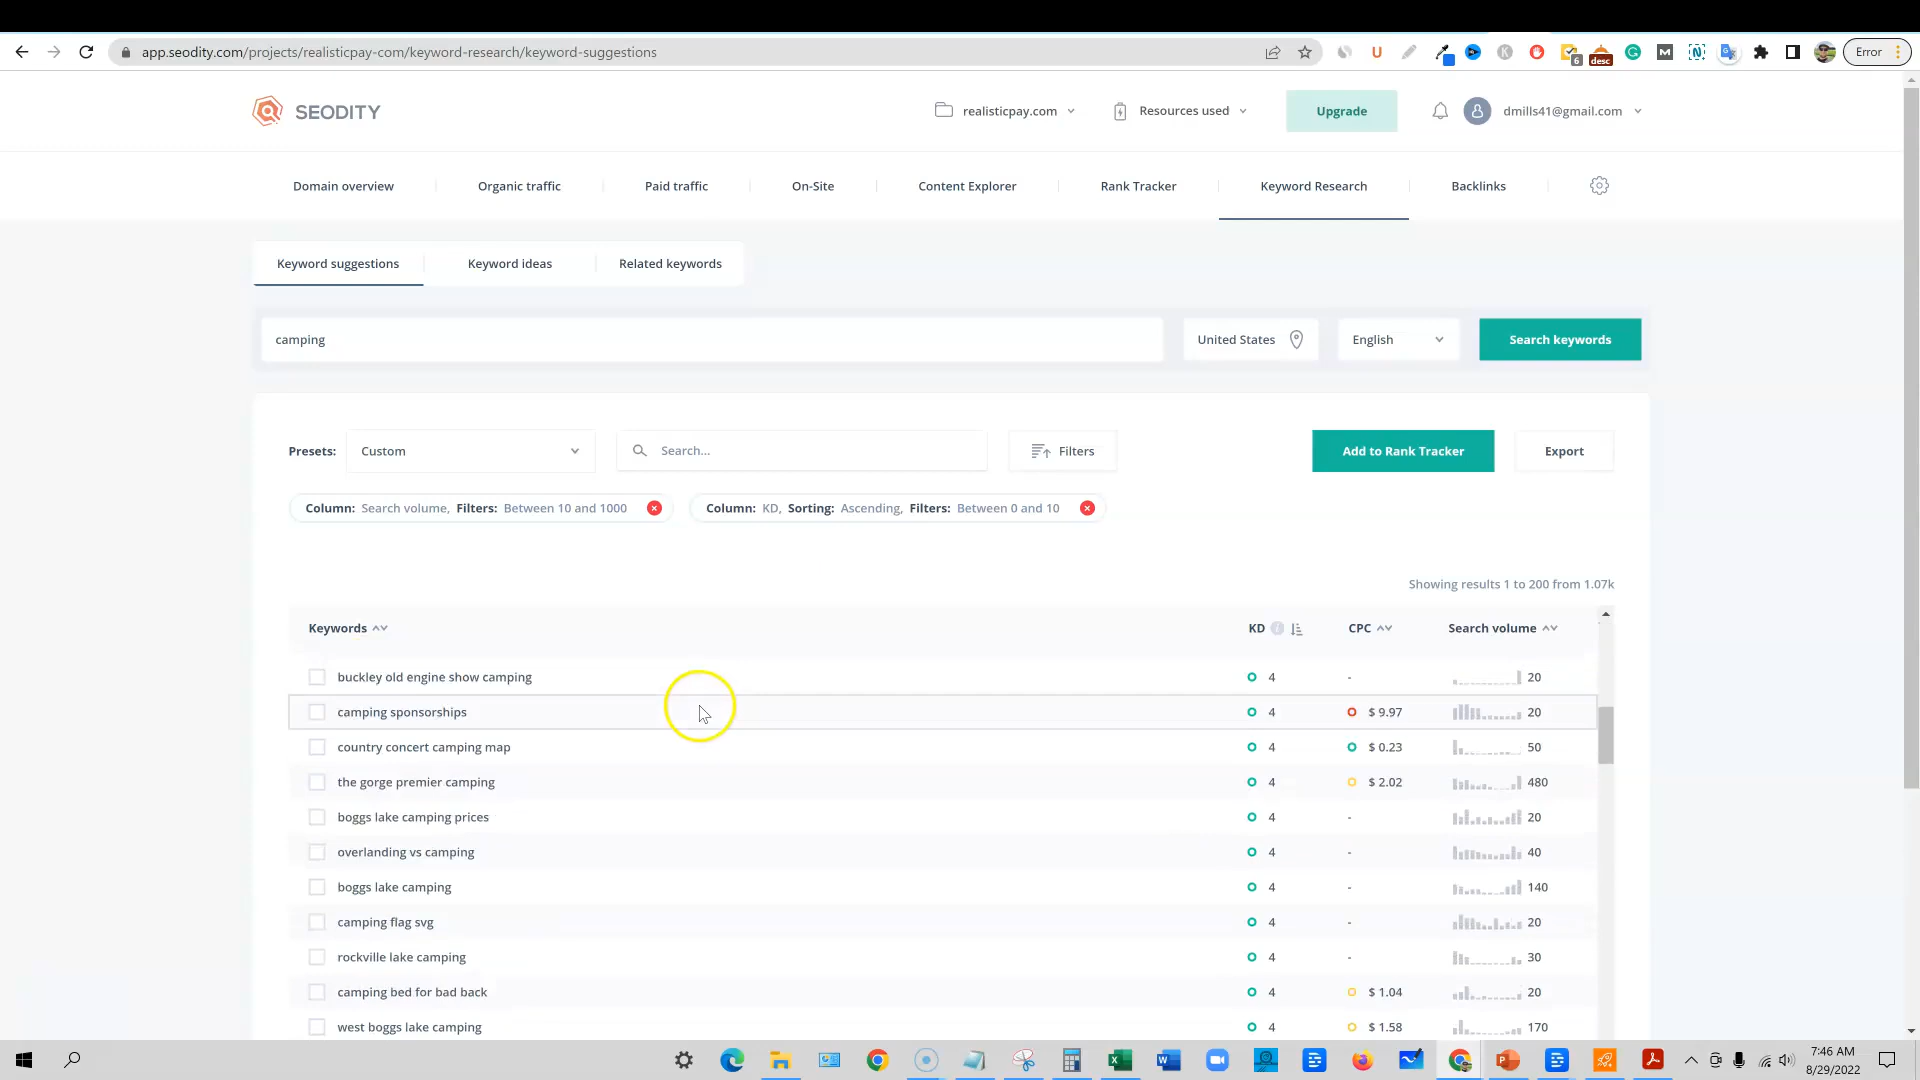 app.seodity.com/projects/realisticpay-com/keyword-research/keyword-suggestions
U
K
6
desc
M
N
Error
SEODITY
realisticpay.com
Resources used
Upgrade
dmills41@gmail.com
Domain overview
Organic traffic
Paid traffic
On-Site
Content Explorer
Rank Tracker
Keyword Research
Backlinks
Keyword suggestions
Keyword ideas
Related keywords
camping
United States
English
Search keywords
Presets:
Custom
Search...
Filters
Add to Rank Tracker
Export
Column: Search volume, Filters: Between 10 and 1000
Column: KD, Sorting: Ascending, Filters: Between 0 and 10
Showing results 1 to 200 from 1.07k
Keywords KD CPC Search volume
buckley old engine show camping 4 - 20
camping sponsorships 4 $ 9.97 20
country concert camping map 4 $ 0.23 50
the gorge premier camping 4 $ 2.02 480
boggs lake camping prices 4 - 20
overlanding vs camping 4 - 40
boggs lake camping 4 - 140
camping flag svg 4 - 20
rockville lake camping 4 - 30
camping bed for bad back 4 $ 1.04 20
west boggs lake camping 4 $ 1.58 170
7:46 AM
8/29/2022